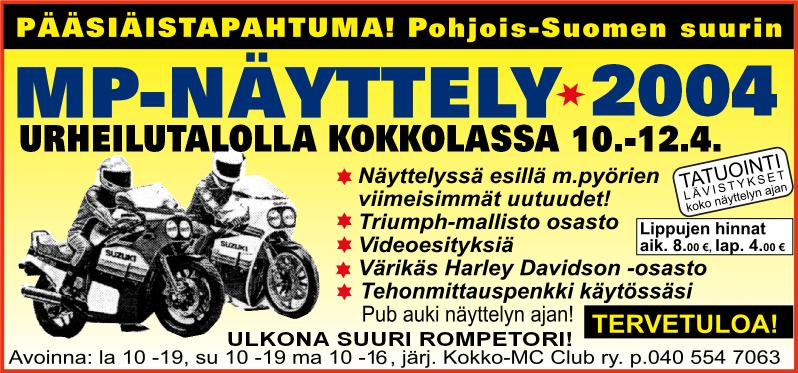 PÄÄSIÄISTAPAHTUMA! Pohjois-Suomen suurin
MP-NÄYTTELY 2004
URHEILUTALOLLA KOKKOLASSA 10.-12.4.
Näyttelyssä esillä m.pyörien
viimeisimmät uutuudet!
Triumph-mallisto osasto
Videoesityksiä
Värikäs Harley Davidson -osasto
Tehonmittauspenkki käytössäsi
Pub auki näyttelyn ajan!
TATUOINTI
LÄVISTYKSET
koko näyttelyn ajan
Lippujen hinnat
aik. 8.00 €, lap. 4.00 €
SUZUKI
SUZUKI
TERVETULOA!
ULKONA SUURI ROMPETORI!
Avoinna: la 10 -19, su 10 -19 ma 10 -16, järj. Kokko-MC Club ry. p.040 554 7063